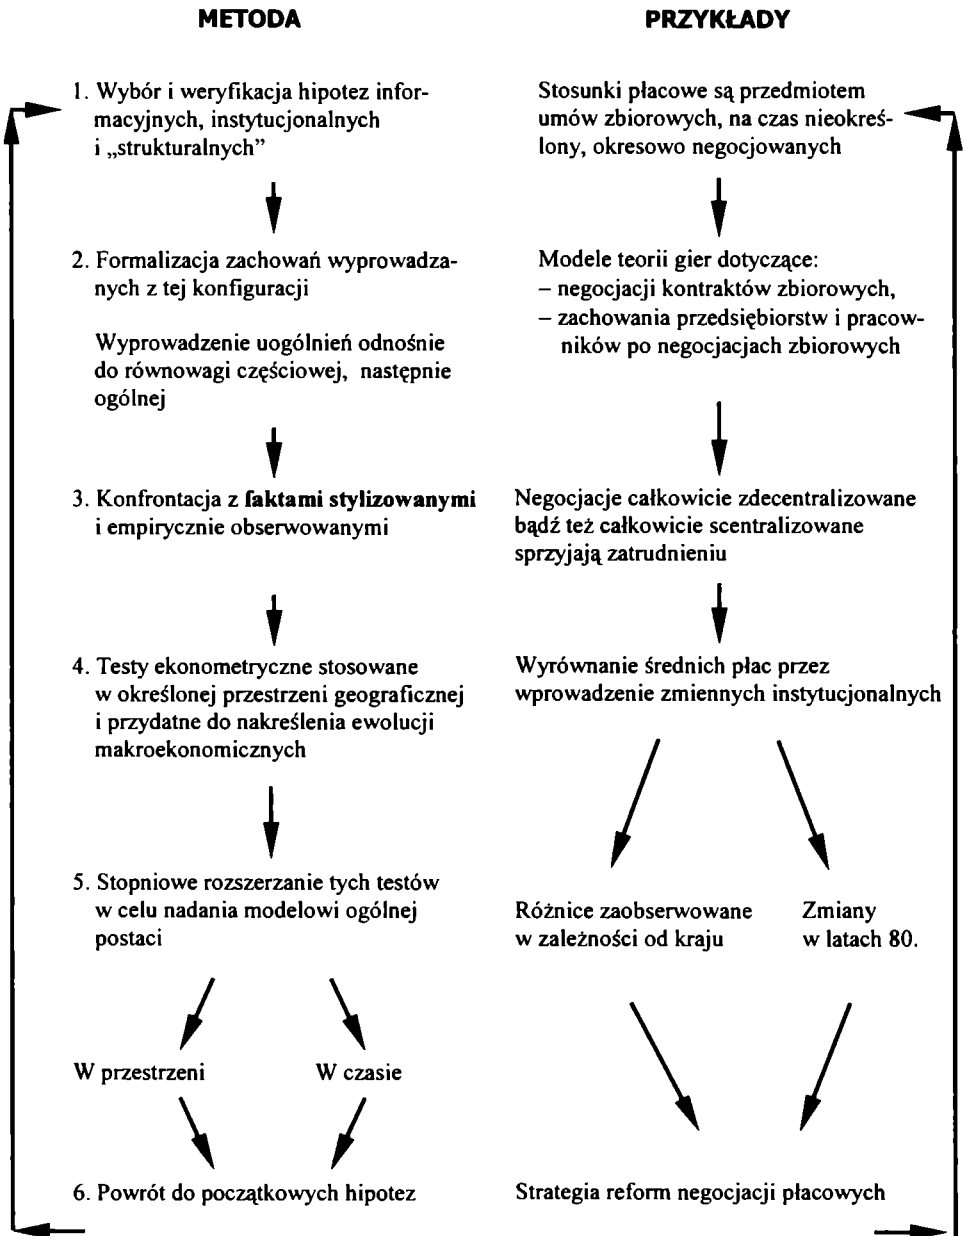 METODA
1. Wybór i weryfikacja hipotez infor-
macyjnych, instytucjonalnych
i „strukturalnych”
2. Formalizacja zachowań wyprowadza-
nych z tej konfiguracji
Wyprowadzenie uogólnień odnośnie
do równowagi częściowej, następnie
ogólnej
3. Konfrontacja z faktami stylizowanymi
i empirycznie obserwowanymi
4. Testy ekonometryczne stosowane
w określonej przestrzeni geograficznej
i przydatne do nakreślenia ewolucji
makroekonomicznych
5. Stopniowe rozszerzanie tych testów
w celu nadania modelowi ogólnej
postaci
W przestrzeni
W czasie
6. Powrót do początkowych hipotez
PRZYKŁADY
Stosunki płacowe są przedmiotem
umów zbiorowych, na czas nieokreś-
lony, okresowo negocjowanych
Modele teorii gier dotyczące:
– negocjacji kontraktów zbiorowych,
– zachowania przedsiębiorstw i pracow-
ników po negocjacjach zbiorowych
Negocjacje całkowicie zdecentralizowane
bądź też całkowicie scentralizowane
sprzyjają zatrudnieniu
Wyrównanie średnich płac przez
wprowadzenie zmiennych instytucjonalnych
Różnice zaobserwowane
w zależności od kraju
Zmiany
w latach 80.
Strategia reform negocjacji płacowych